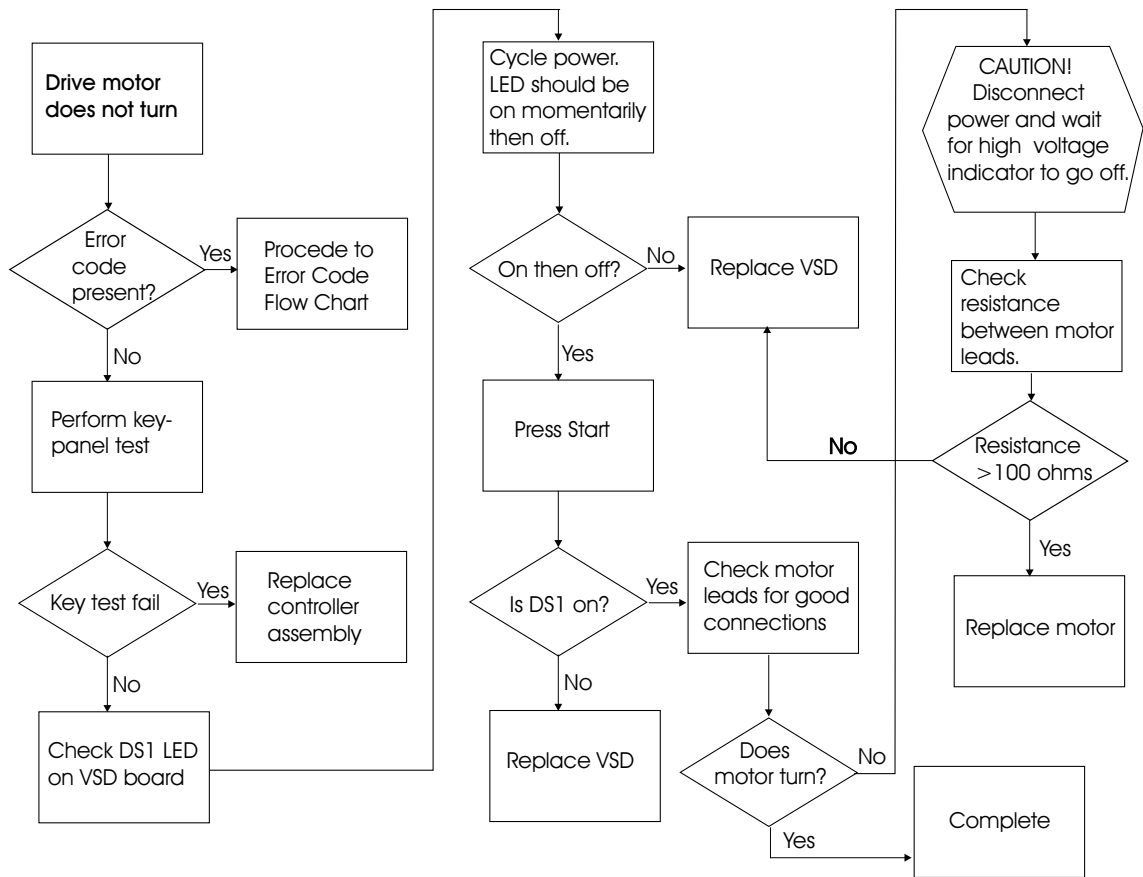 Drive motor
does not turn
Error
code
present?
Yes
Procede to
Error Code
Flow Chart
No
Perform key-
panel test
Key test fail
Yes
Replace
controller
assembly
No
Check DS1 LED
on VSD board
Cycle power.
LED should be
on momentarily
then off.
On then off?
No
Replace VSD
Yes
Press Start
Is DS1 on?
Yes
Check motor
leads for good
connections
No
Replace VSD
Does
motor turn?
No
Yes
Complete
CAUTION!
Disconnect
power and wait
for high voltage
indicator to go off.
Check
resistance
between motor
leads.
Resistance
>100 ohms
No
Yes
Replace motor